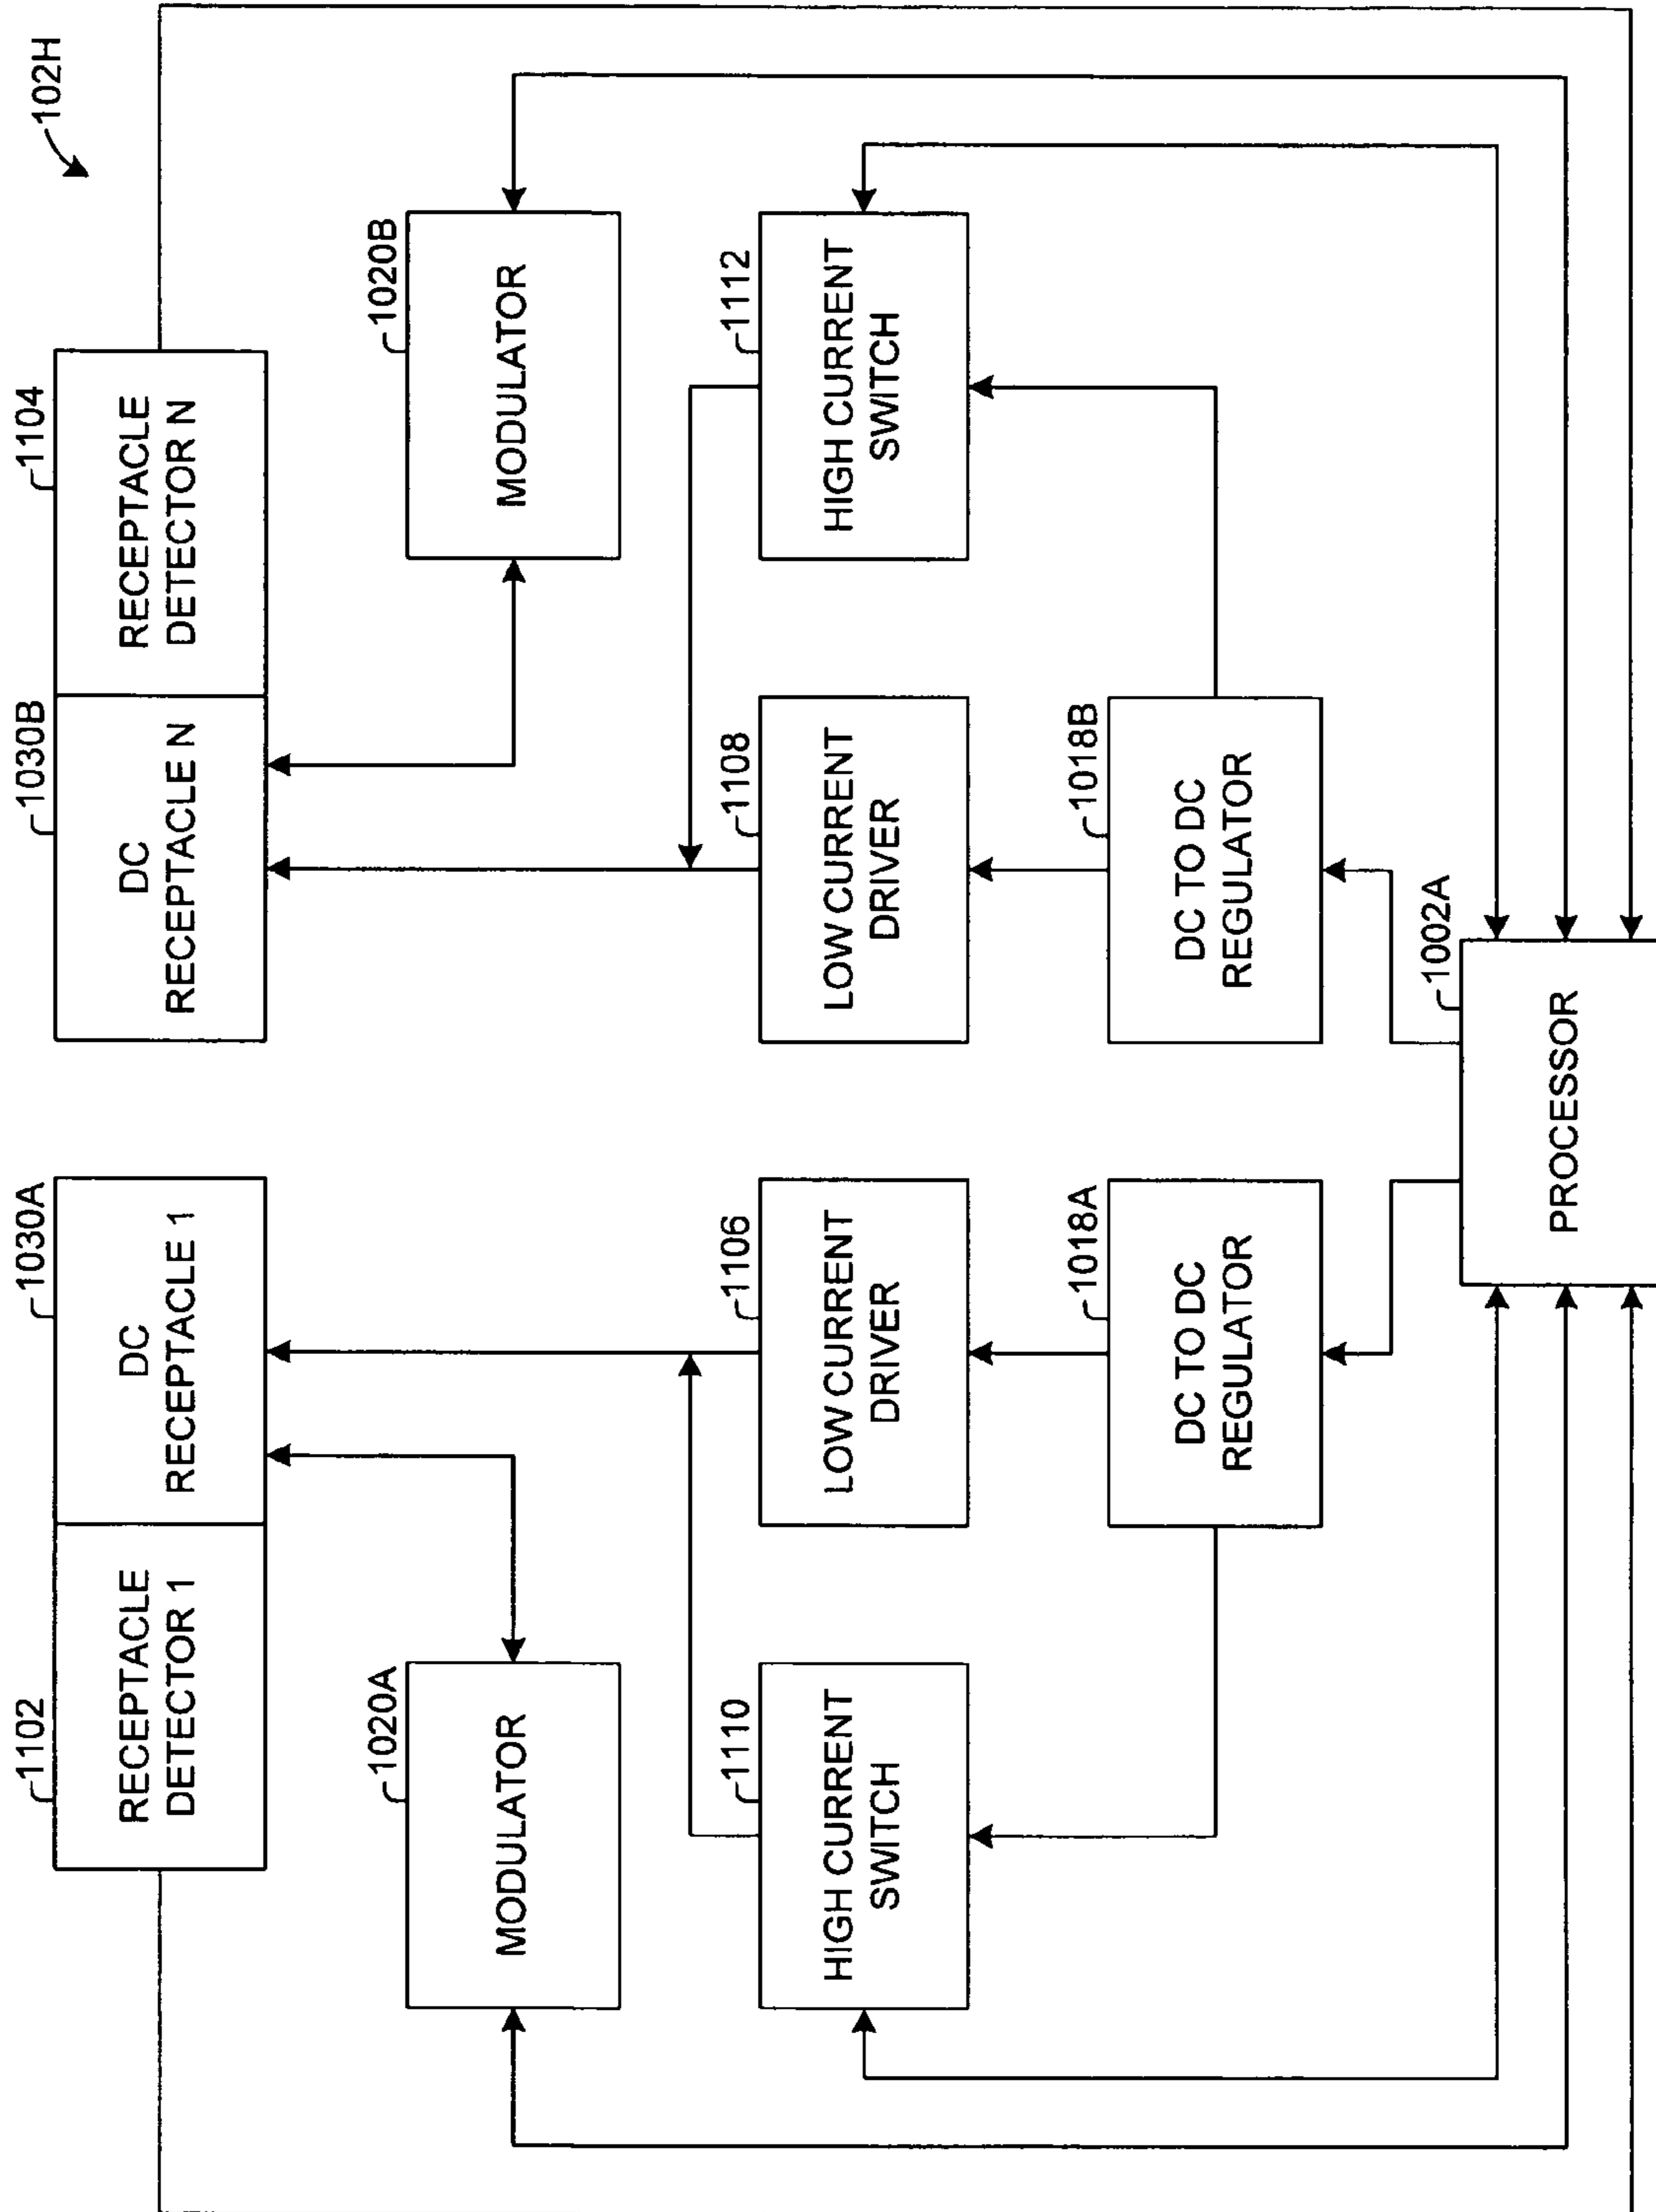 102H
1102
RECEPTACLE
DETECTOR 1
1030A
DC
RECEPTACLE 1
1030B
DC
RECEPTACLE N
1104
RECEPTACLE
DETECTOR N
1020A
MODULATOR
1020B
MODULATOR
1110
HIGH CURRENT
SWITCH
1106
LOW CURRENT
DRIVER
1108
LOW CURRENT
DRIVER
1112
HIGH CURRENT
SWITCH
1018A
DC TO DC
REGULATOR
1018B
DC TO DC
REGULATOR
1002A
PROCESSOR